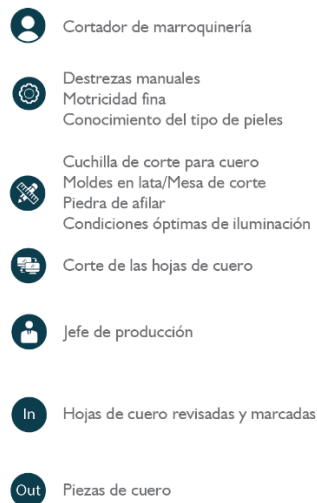 Cortador de marroquinería
Destrezas manuales
Motricidad fina
Conocimiento del tipo de pieles
Cuchilla de corte para cuero
Moldes en lata/Mesa de corte
Piedra de afilar
Condiciones óptimas de iluminación
Corte de las hojas de cuero
Jefe de producción
In Hojas de cuero revisadas y marcadas
Out Piezas de cuero